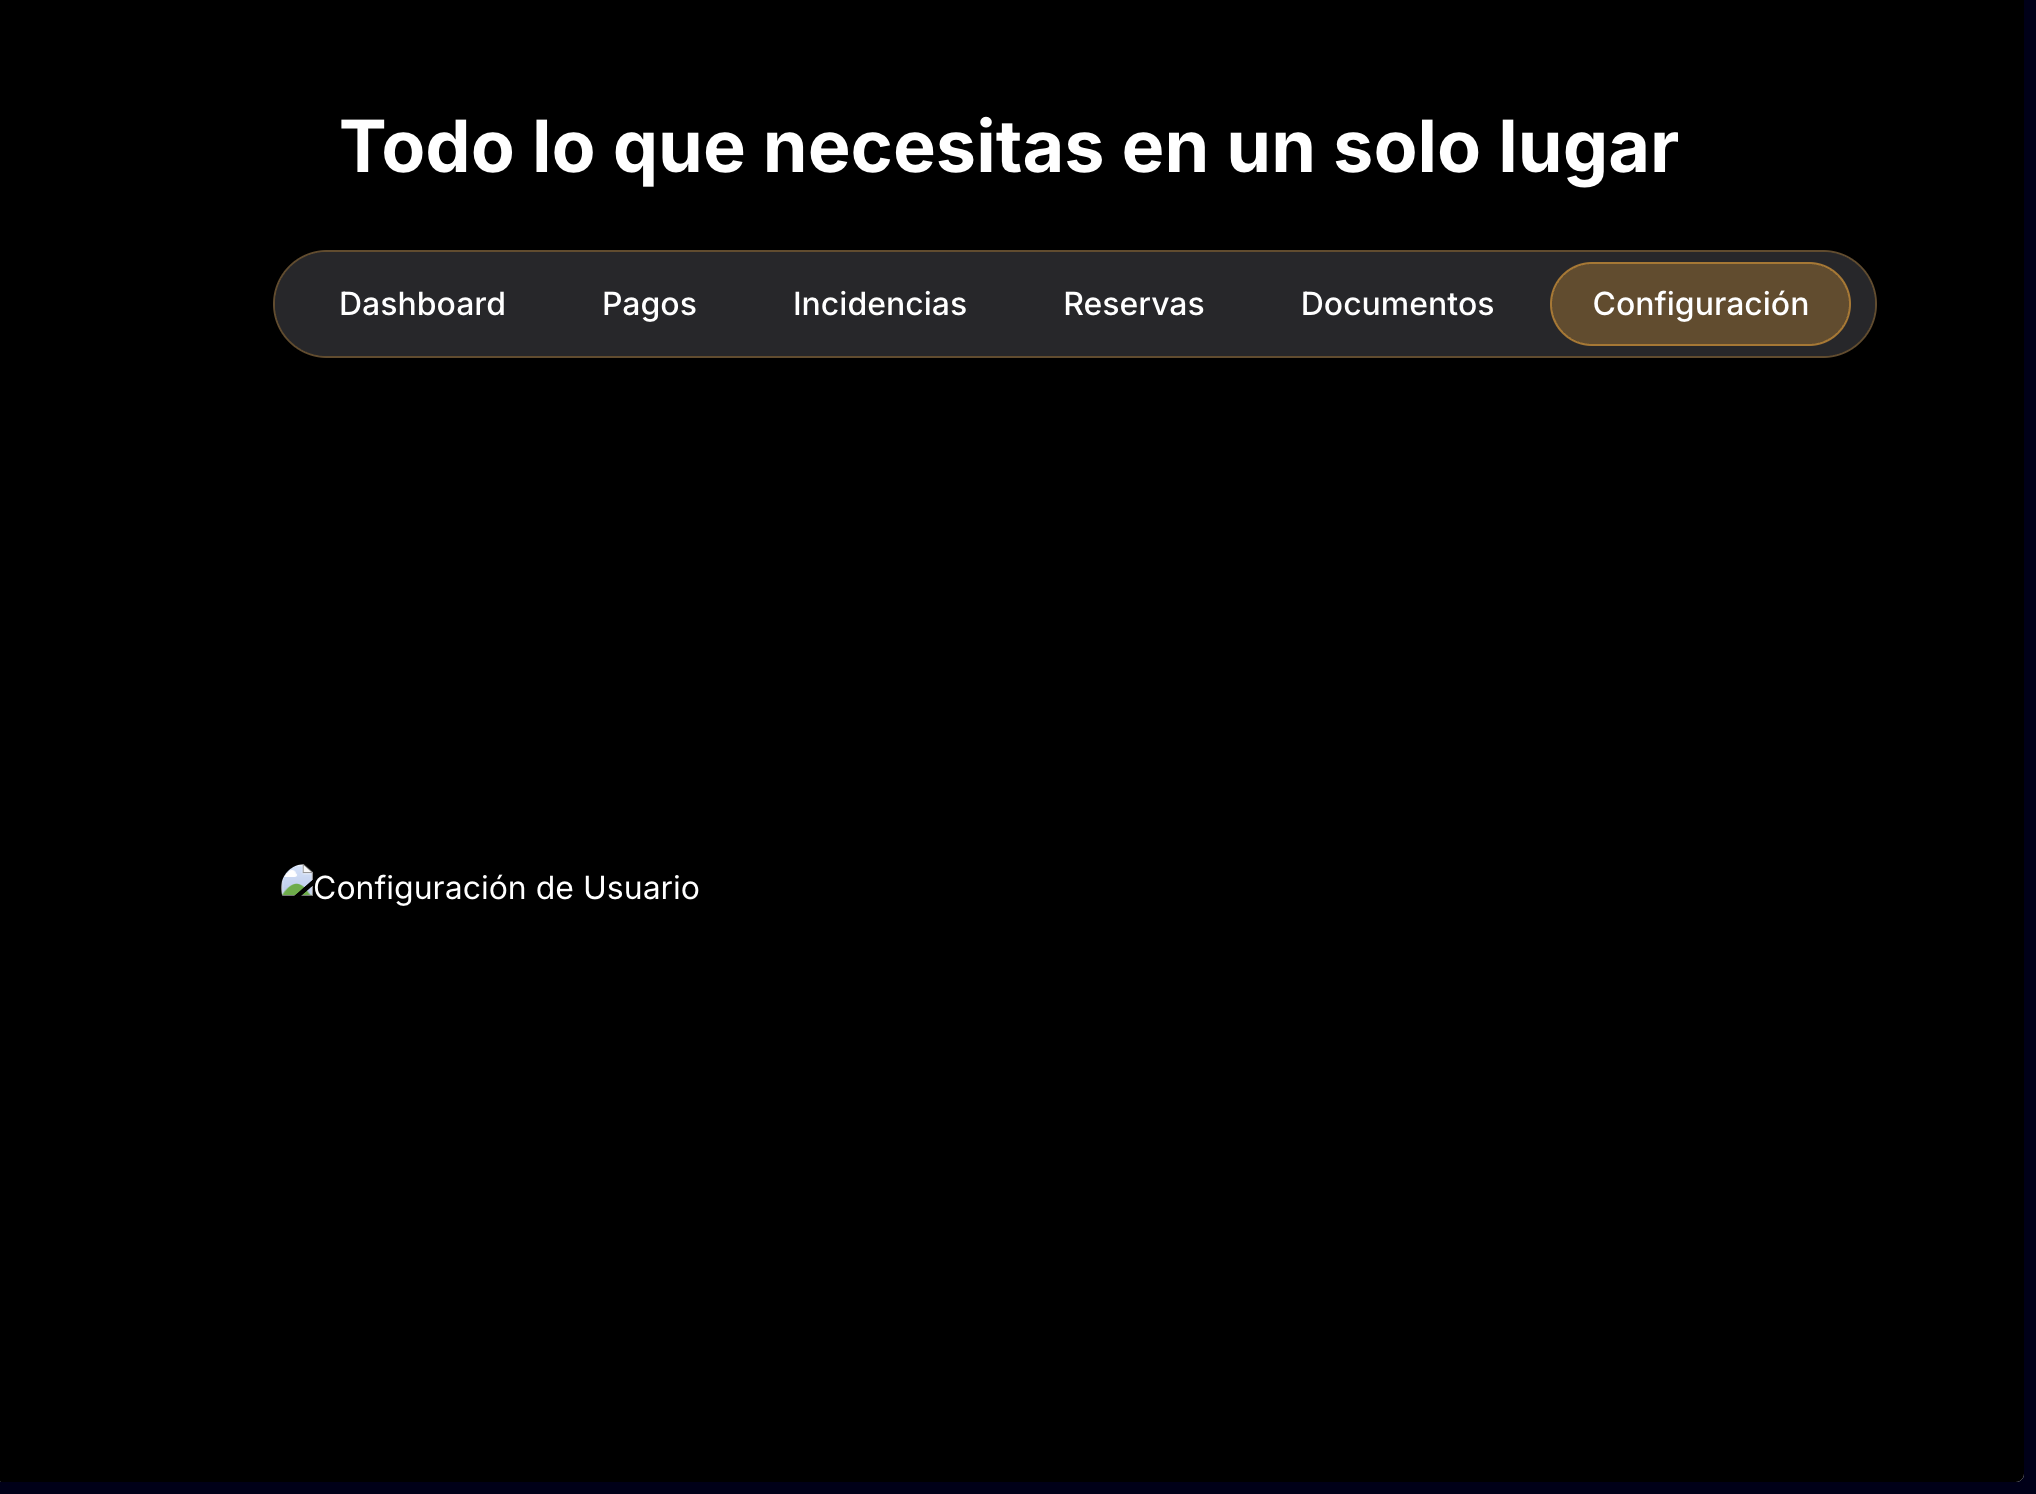 Todo lo que necesitas en un solo lugar
Dashboard Pagos Incidencias Reservas Documentos Configuración
Configuración de Usuario